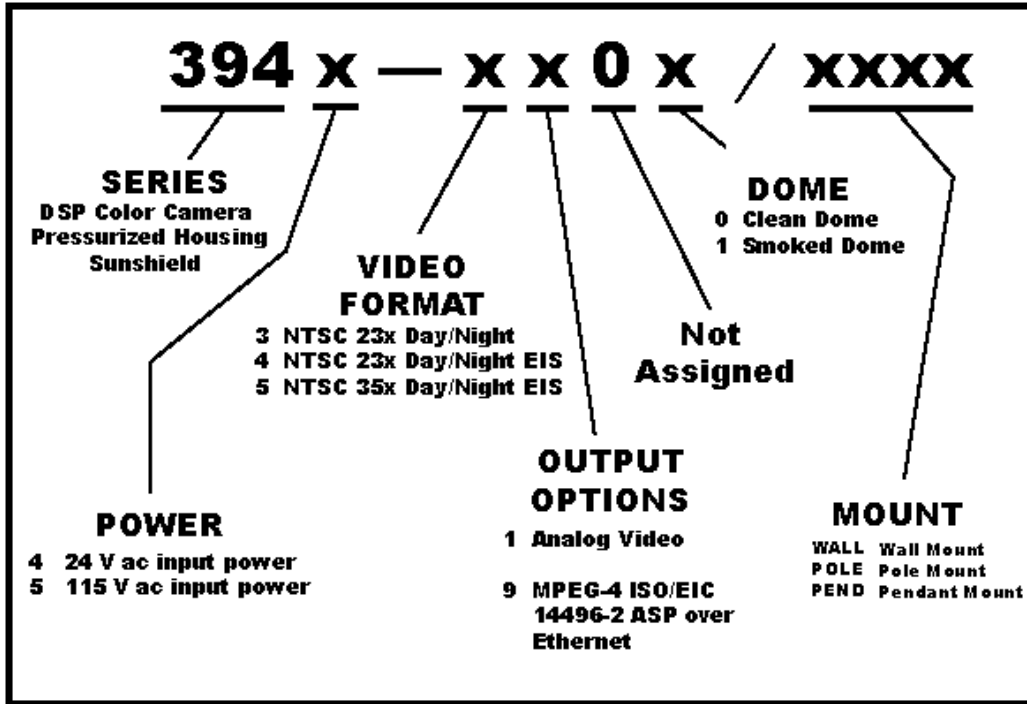 394 x — x x 0 x / xxxx
SERIES
DSP Color Camera
Pressurized Housing
Sunshield
DOME
0 Clean Dome
1 Smoked Dome
VIDEO
FORMAT
3 NTSC 23x Day/Night
4 NTSC 23x Day/Night EIS
5 NTSC 35x Day/Night EIS
Not
Assigned
OUTPUT
OPTIONS
1 Analog Video
9 MPEG-4 ISO/EIC
14496-2 ASP over
Ethernet
POWER
4 24 V ac input power
5 115 V ac input power
MOUNT
WALL Wall Mount
POLE Pole Mount
PEND Pendant Mount